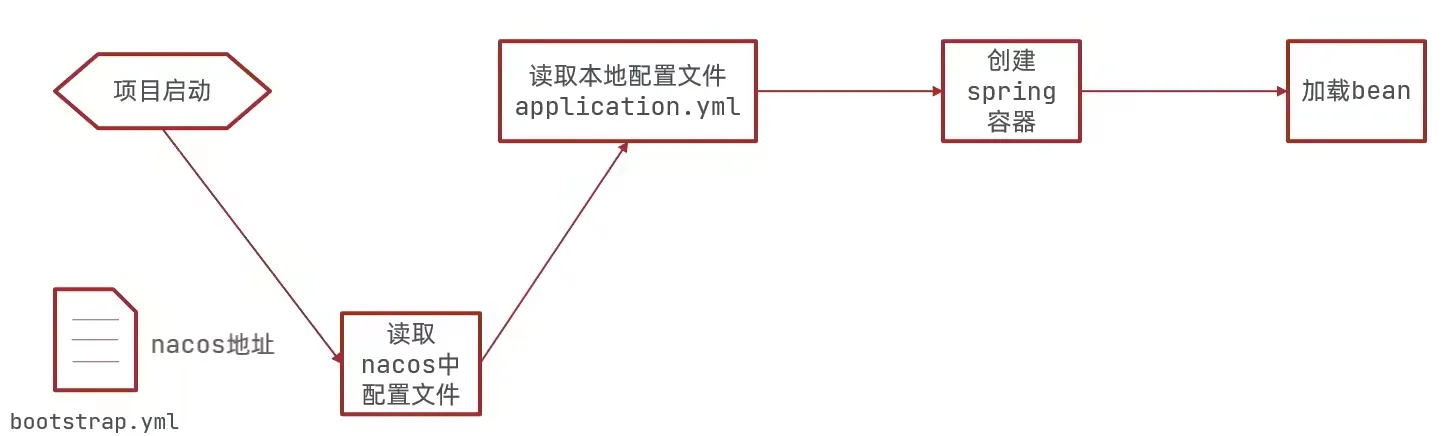 项目启动
读取本地配置文件
application.yml
创建
spring
容器
加载bean
nacos地址
bootstrap.yml
读取
nacos中
配置文件